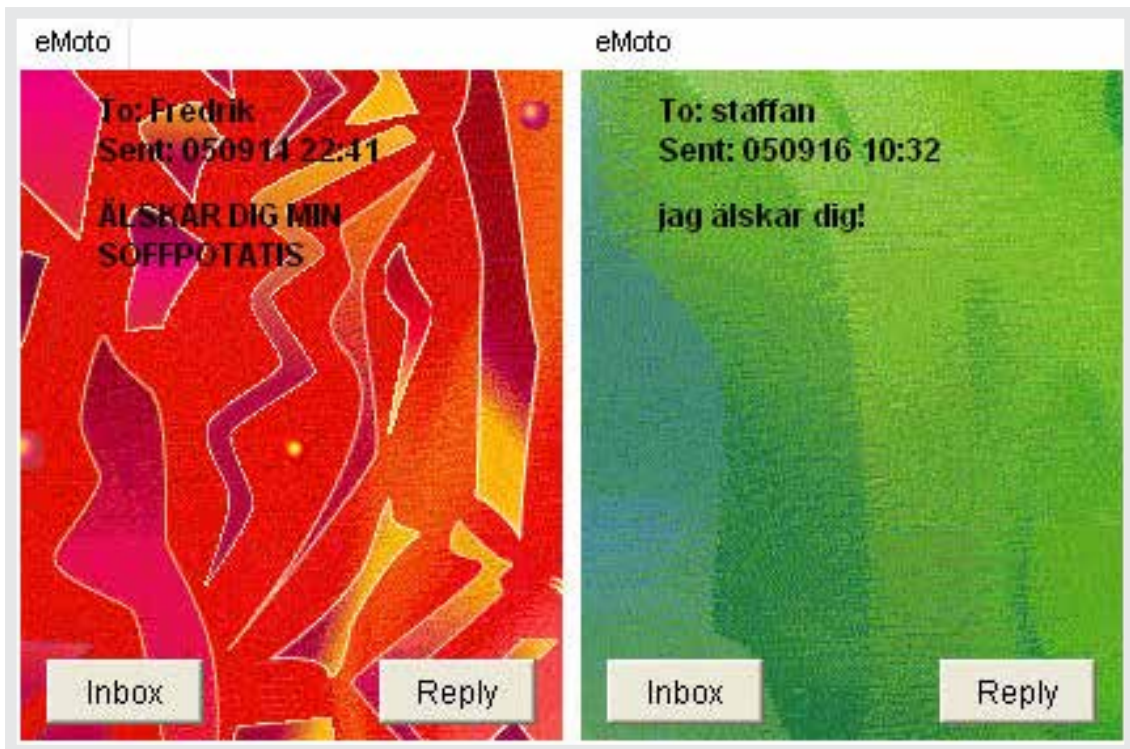 eMoto
To: Fredrik
Sent: 050914 22:41
ÄLSKAR DIG MIN
SOFFPOTATIS
Inbox
Reply
eMoto
To: staffan
Sent: 050916 10:32
jag älskar dig!
Inbox
Reply